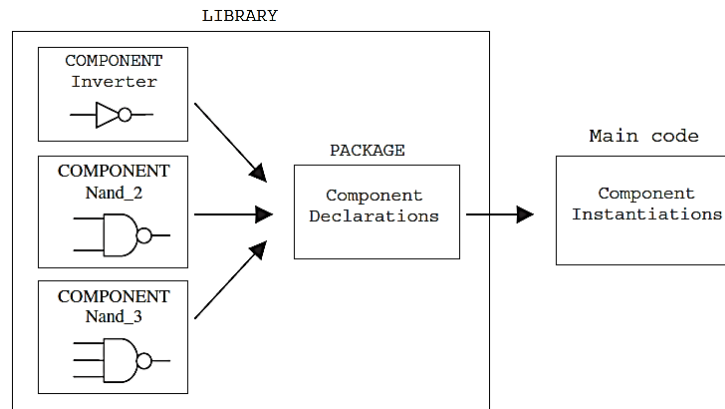 LIBRARY
COMPONENT
Inverter
COMPONENT
Nand_2
COMPONENT
Nand_3
PACKAGE
Component
Declarations
Main code
Component
Instantiations